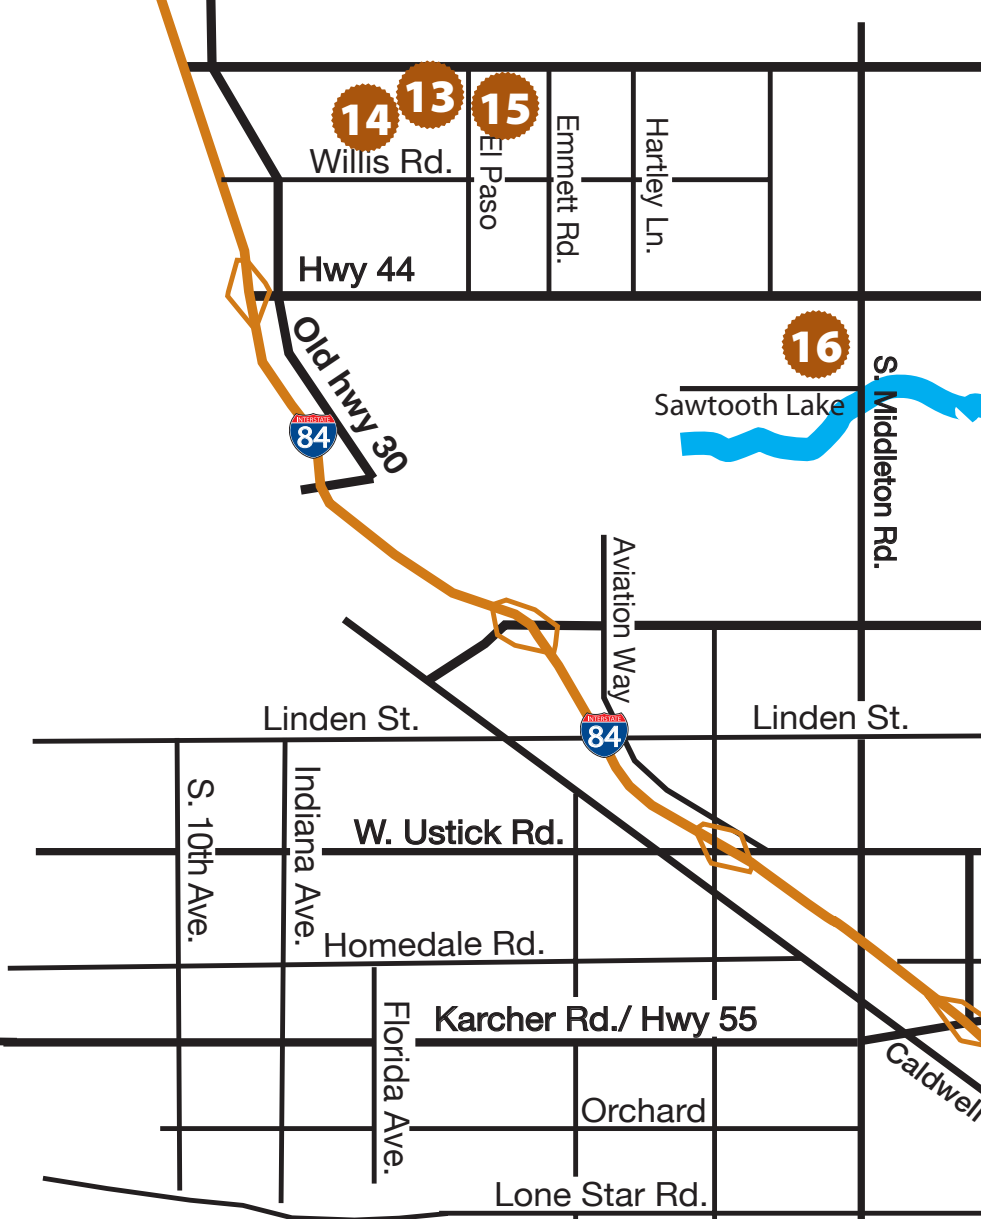 13
14
15
Willis Rd.
El Paso
Emmett Rd.
Hartley Ln.
Hwy 44
Old hwy 30
16
Sawtooth Lake
S. Middleton Rd.
INTERSTATE
84
Aviation Way
Linden St.
Linden St.
INTERSTATE
84
S. 10th Ave.
Indiana Ave.
W. Ustick Rd.
Homedale Rd.
Florida Ave.
Karcher Rd./ Hwy 55
Caldwell
Orchard
Lone Star Rd.